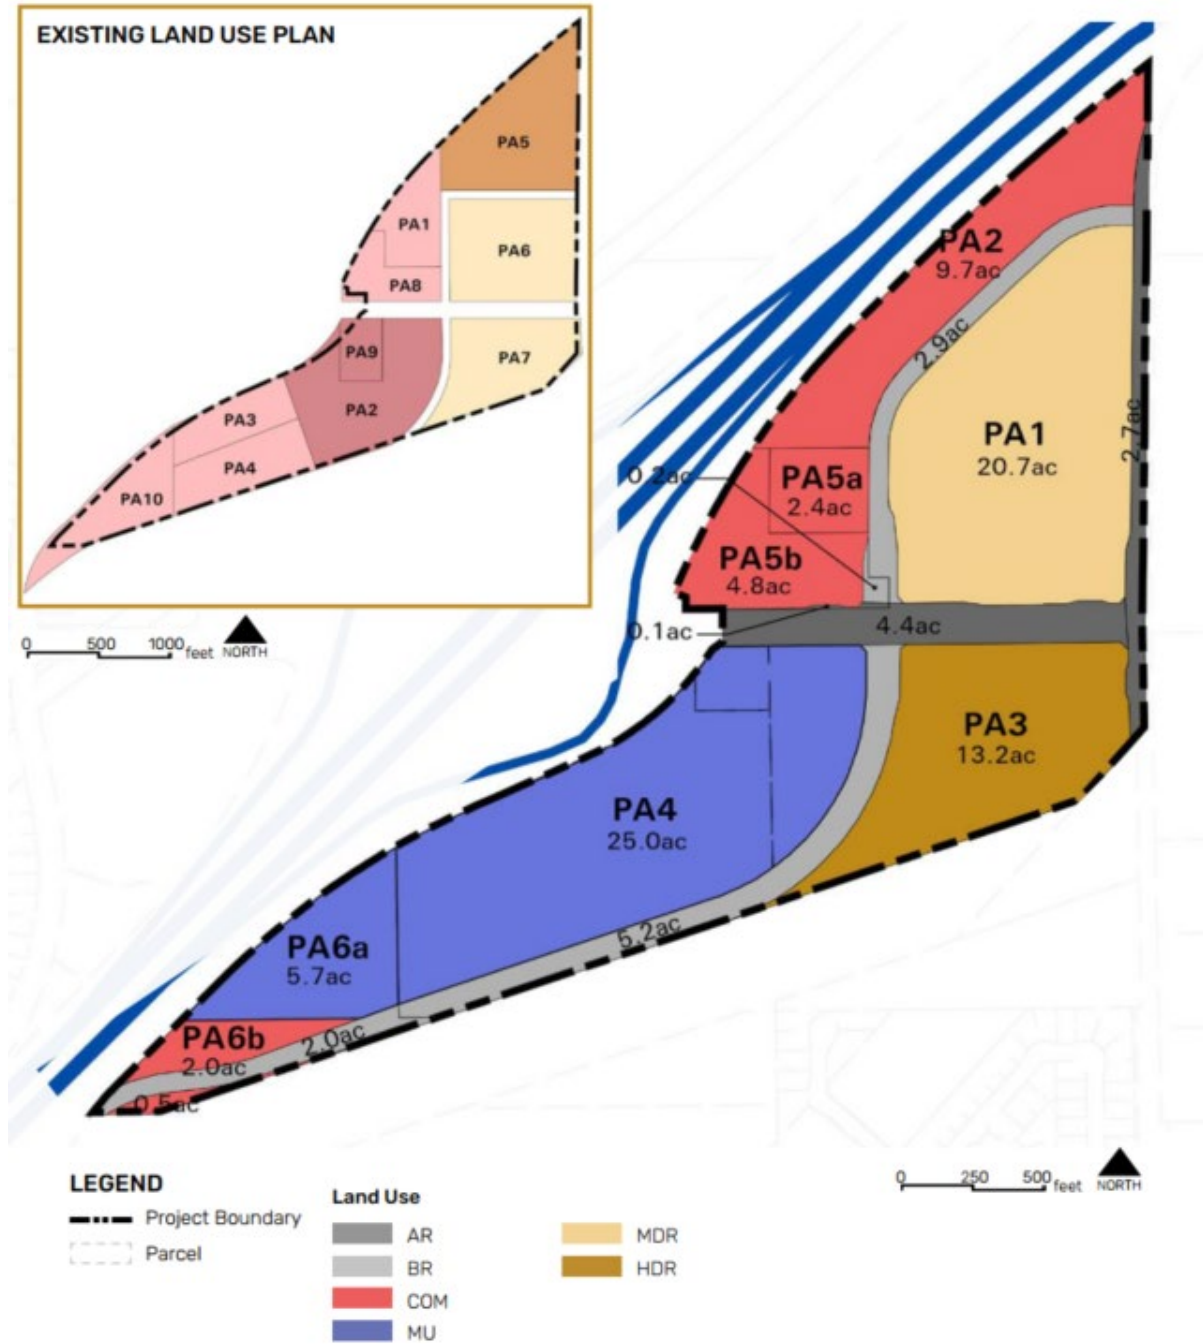 EXISTING LAND USE PLAN
PA5
PA1
PA6
PA8
PA9
PA7
PA2
PA3
PA4
PA10
0 500 1000 feet NORTH
PA2
9.7ac
2.9ac
PA1
20.7ac
2.7ac
0.2ac
PA5a
2.4ac
PA5b
4.8ac
0.1ac
4.4ac
PA3
13.2ac
PA4
25.0ac
5.2ac
PA6a
5.7ac
PA6b
2.0ac
2.0ac
0.5ac
0 250 500 feet NORTH
LEGEND
Project Boundary
Parcel
Land Use
AR
BR
COM
MU
MDR
HDR